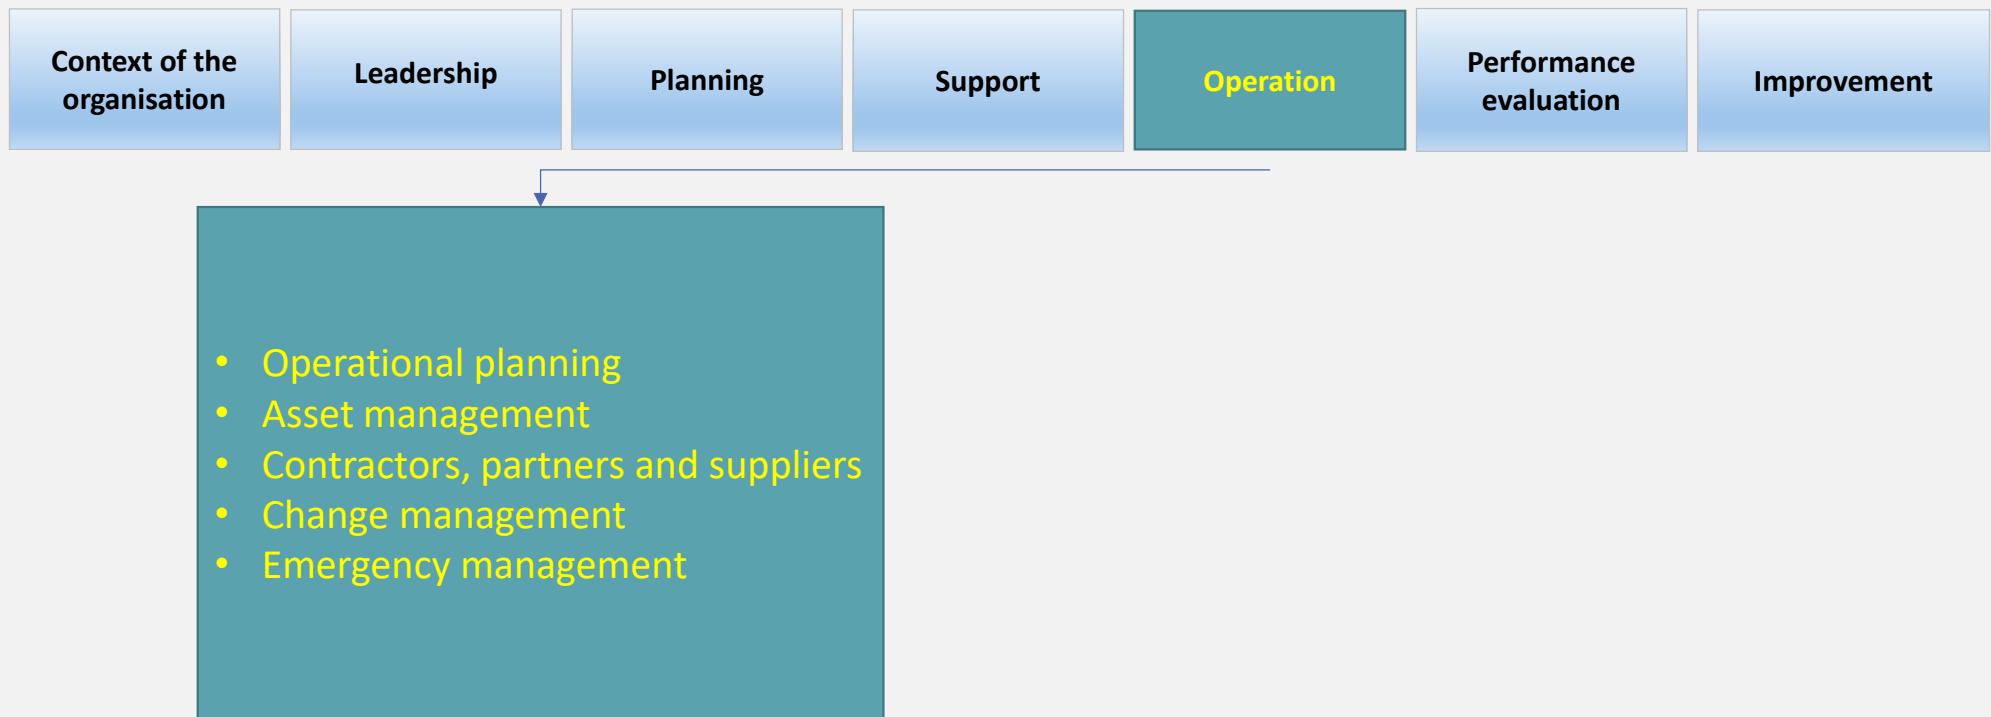 Context of the
organisation
Leadership
Planning
Support
Operation
Performance
evaluation
Improvement
• Operational planning
• Asset management
• Contractors, partners and suppliers
• Change management
• Emergency management